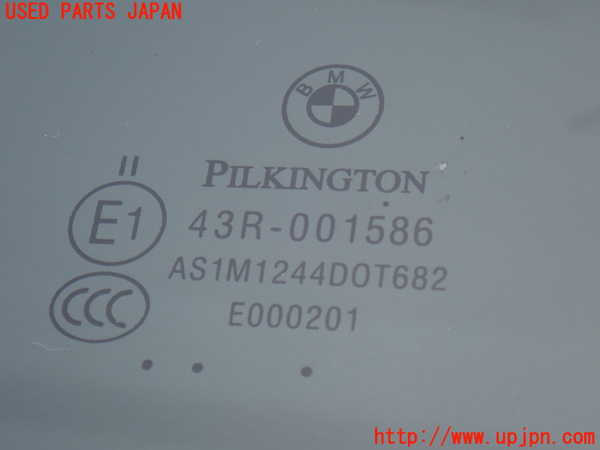 USED PARTS JAPAN
BMW
II
PILKINGTON
E1
43R-001586
AS1M1244DOT682
CCC
E000201
http://www.upjpn.com/